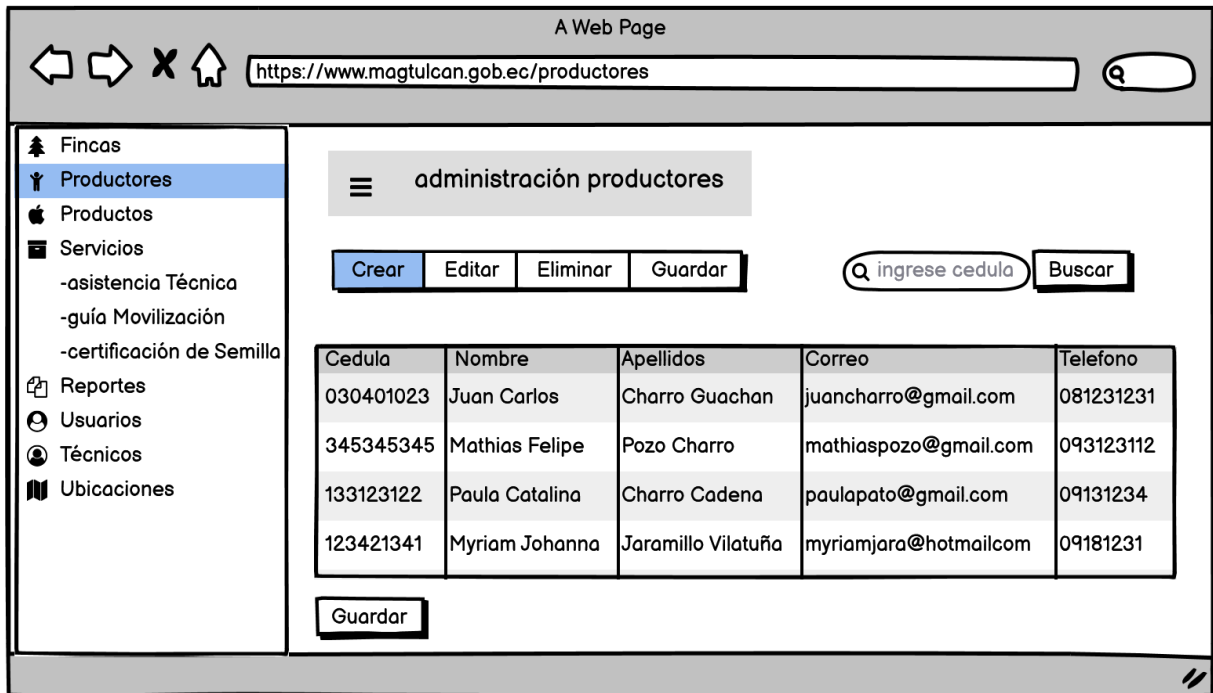 A Web Page
https://www.magtulcan.gob.ec/productores
Fincas
Productores
Productos
Servicios
-asistencia Técnica
-guía Movilización
-certificación de Semilla
Reportes
Usuarios
Técnicos
Ubicaciones
administración productores
Crear Editar Eliminar Guardar ingrese cedula Buscar
Cedula Nombre Apellidos Correo Telefono
030401023 Juan Carlos Charro Guachan juancharro@gmail.com 081231231
345345345 Mathias Felipe Pozo Charro mathiaspozo@gmail.com 093123112
133123122 Paula Catalina Charro Cadena paulapato@gmail.com 09131234
123421341 Myriam Johanna Jaramillo Vilatuña myriamjara@hotmailcom 09181231
Guardar